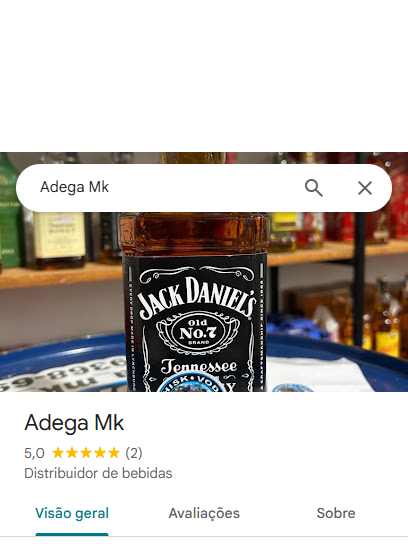 Adega Mk
JACK DANIEL'S
Old
No.7
BRAND
Tennessee
Adega Mk
5,0 (2)
Distribuidor de bebidas
Visão geral
Avaliações
Sobre